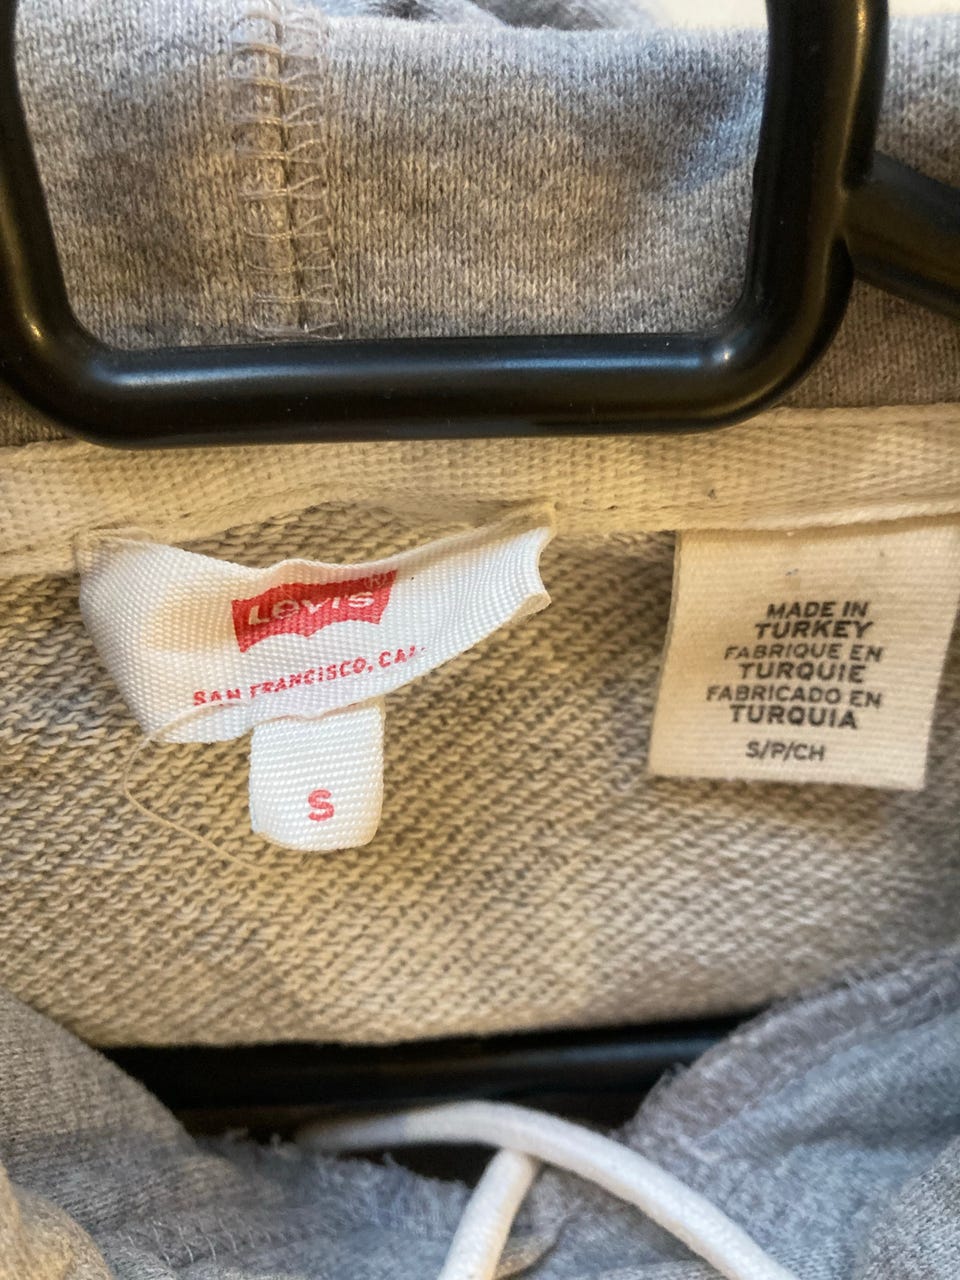 Levi's
SAN FRANCISCO, CAL.
S
MADE IN
TURKEY
FABRIQUE EN
TURQUIE
FABRICADO EN
TURQUIA
S/P/CH